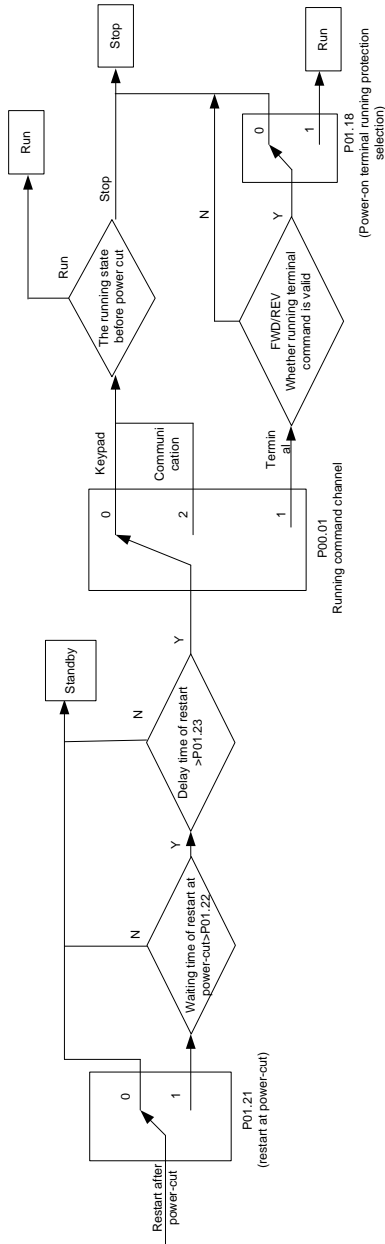 Restart after
power-cut
0
1
P01.21
(restart at power-cut)
Waiting time of restart at
power-cut>P01.22
N
Y
Delay time of restart
>P01.23
N
Y
Standby
0
2
1
P00.01
Running command channel
Keypad
Communi
cation
Termin
al
The running state
before power cut
Run
Stop
Run
Stop
FWD/REV
Whether running terminal
command is valid
N
Y
0
1
P01.18
(Power-on terminal running protection
selection)
Run